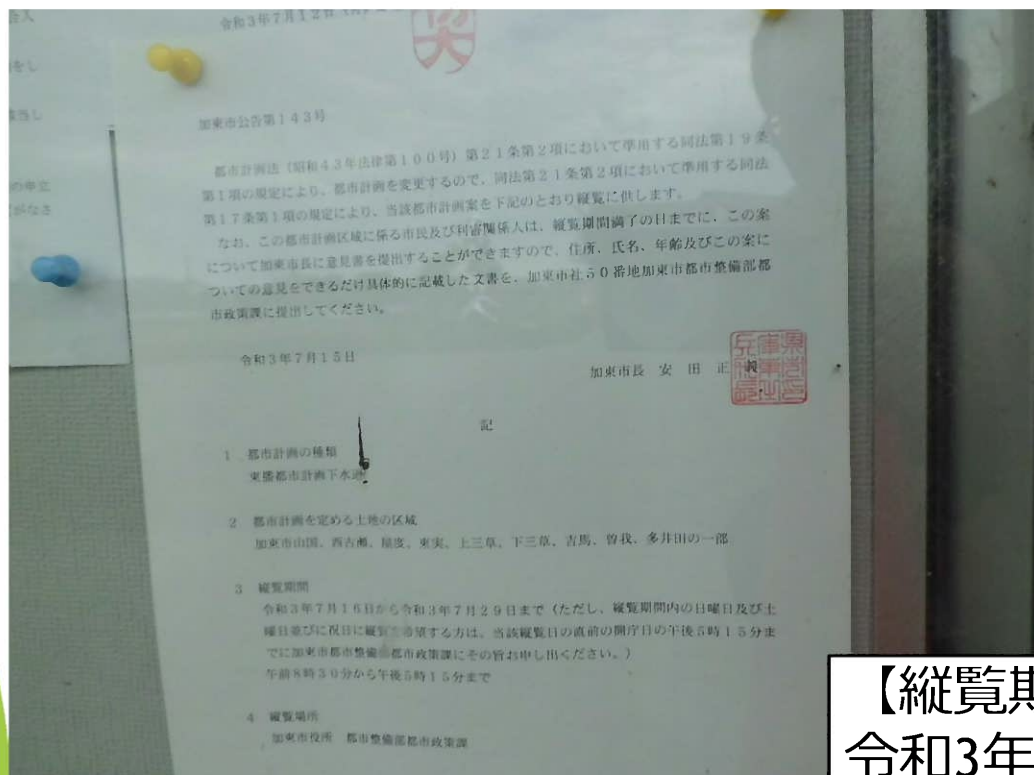 令和3年7月12日
をし
当し
の申立
がなさ
加東市公告第143号
都市計画法（昭和43年法律第100号）第21条第2項において準用する同法第19条
第1項の規定により、都市計画を変更するので、同法第21条第2項において準用する同法
第17条第1項の規定により、当該都市計画案を下記のとおり縦覧に供します。
なお、この都市計画区域に係る市民及び利害関係人は、縦覧期間満了の日までに、この案
について加東市長に意見書を提出することができますので、住所、氏名、年齢及びこの案に
ついての意見をできるだけ具体的に記載した文書を、加東市社50番地加東市都市整備部都
市政策課に提出してください。
令和3年7月15日
加東市長 安田正義
記
1 都市計画の種類
東播都市計画下水道
2 都市計画を定める土地の区域
加東市山国、西古瀬、屋度、東実、上三草、下三草、吉馬、曽我、多井田の一部
3 縦覧期間
令和3年7月16日から令和3年7月29日まで（ただし、縦覧期間内の日曜日及び土
曜日並びに祝日に縦覧を希望する方は、当該縦覧日の直前の開庁日の午後5時15分ま
でに加東市都市整備部都市政策課にその旨お申し出ください。）
午前8時30分から午後5時15分まで
4 縦覧場所
加東市役所 都市整備部都市政策課
【縦覧期
令和3年